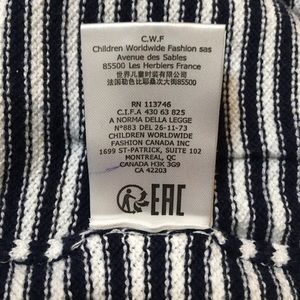 C.W.F
Children Worldwide Fashion sas
Avenue des Sables
85500 Les Herbiers France
世界儿童时装有限公司
法国勒色比耶桑次大街85500
RN 113746
C.I.F.A 430 63 825
A NORMA DELLA LEGGE
N°883 DEL 26-11-73
CHILDREN WORLDWIDE
FASHION CANADA INC
1699 ST-PATRICK, SUITE 102
MONTREAL, QC
CANADA H3K 3G9
CA 42203
EAC